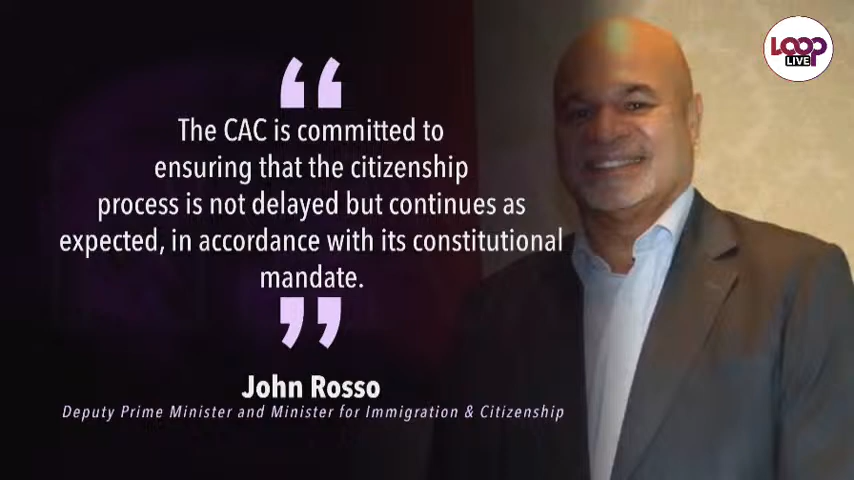 LOOP
LIVE
“
The CAC is committed to
ensuring that the citizenship
process is not delayed but continues as
expected, in accordance with its constitutional
mandate.
”
John Rosso
Deputy Prime Minister and Minister for Immigration & Citizenship